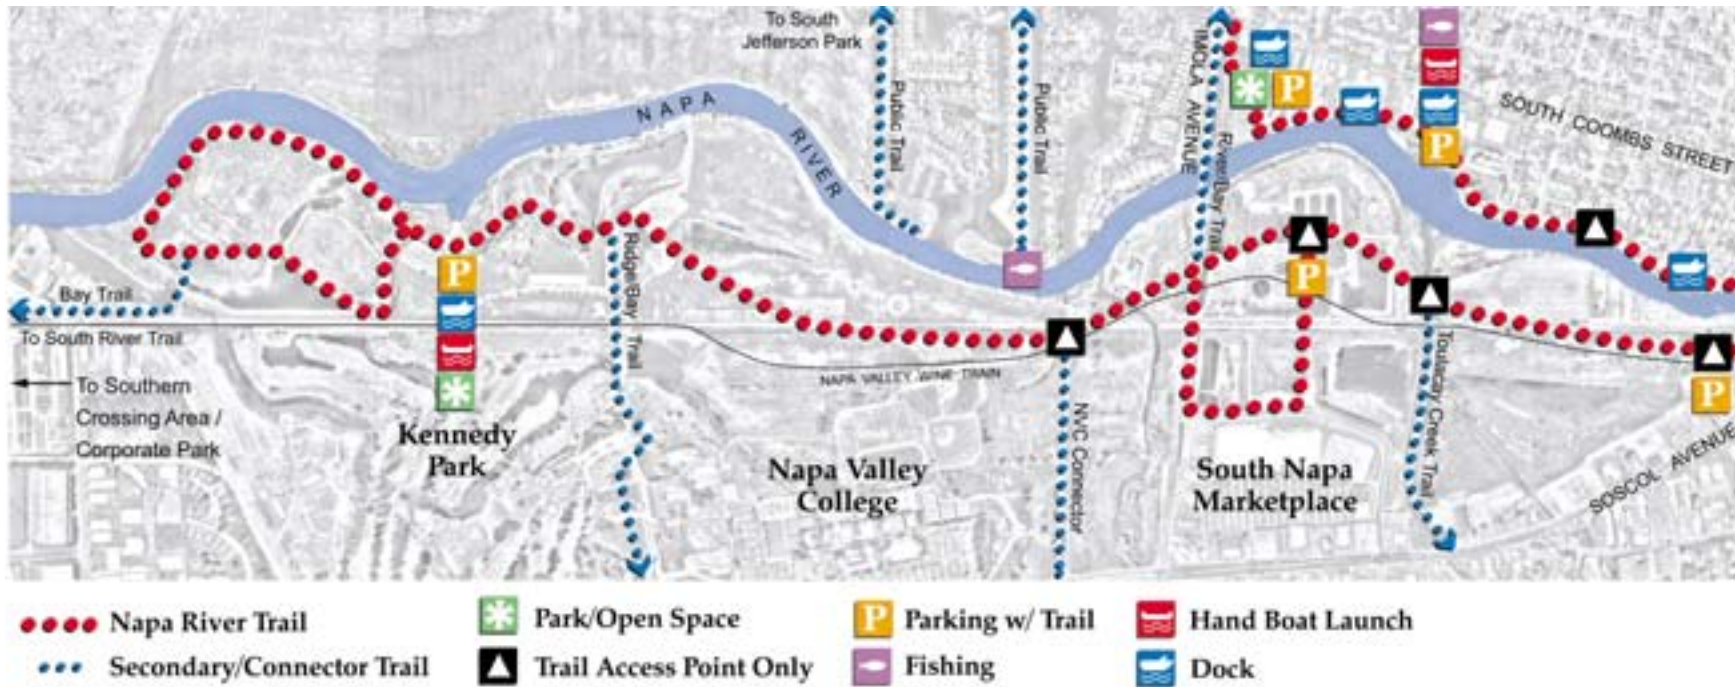 To South
Jefferson Park
Public Trail
Public Trail
IMOLA AVENUE
River/Bay Trail
SOUTH COOMBS STREET
NAPA
RIVER
Ridge/Bay Trail
Bay Trail
To South River Trail
To Southern
Crossing Area /
Corporate Park
P
P
P
P
P
Kennedy
Park
NAPA VALLEY WINE TRAIN
Napa Valley
College
NVC Connector
South Napa
Marketplace
Toulacay Creek Trail
SOSCOL AVENUE
Napa River Trail
Secondary/Connector Trail
Park/Open Space
Trail Access Point Only
P
Parking w/ Trail
Fishing
Hand Boat Launch
Dock